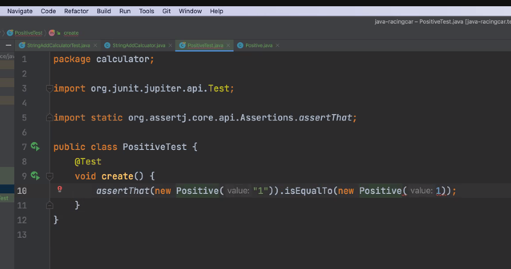 Navigate Code Refactor Build Run Tools Git Window Help
java-racingcar – PositiveTest.java [java-racingcar.te
PositiveTest create
StringAddCalculatorTest.java StringAddCalculator.java PositiveTest.java Positive.java
1 package calculator;
2
3 import org.junit.jupiter.api.Test;
4
5 import static org.assertj.core.api.Assertions.assertThat;
6
7 public class PositiveTest {
8 @Test
9 void create() {
10 assertThat(new Positive( value: "1")).isEqualTo(new Positive( value: 1));
11 }
12 }
13